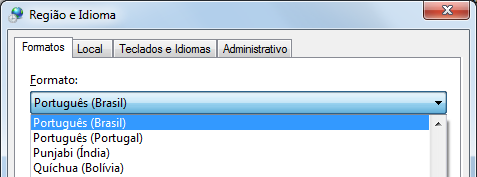 Região e Idioma
Formatos Local Teclados e Idiomas Administrativo
Formato:
Português (Brasil)
Português (Brasil)
Português (Portugal)
Punjabi (Índia)
Quíchua (Bolívia)